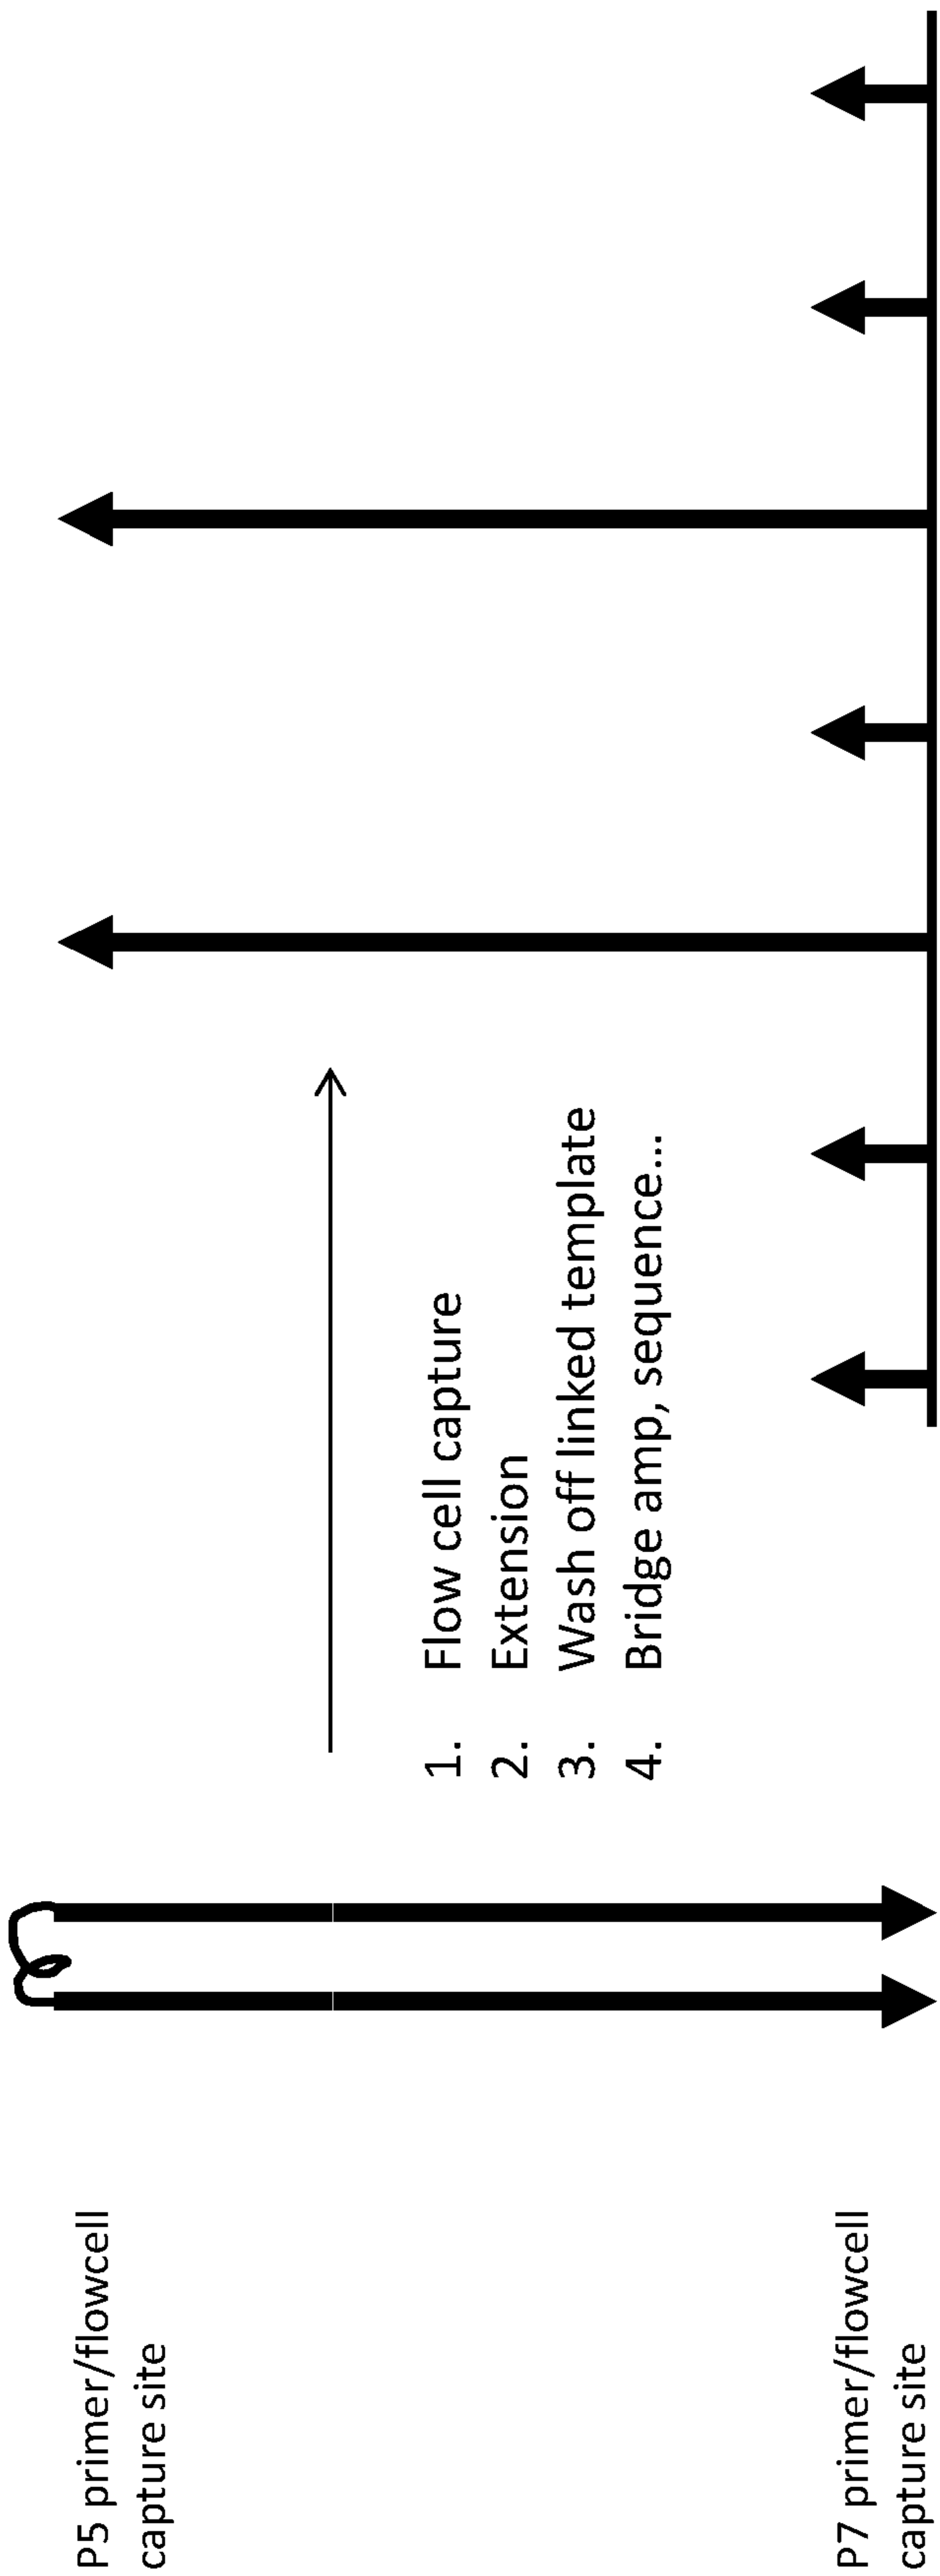 P5 primer/flowcell
capture site
P7 primer/flowcell
capture site
1. Flow cell capture
2. Extension
3. Wash off linked template
4. Bridge amp, sequence...